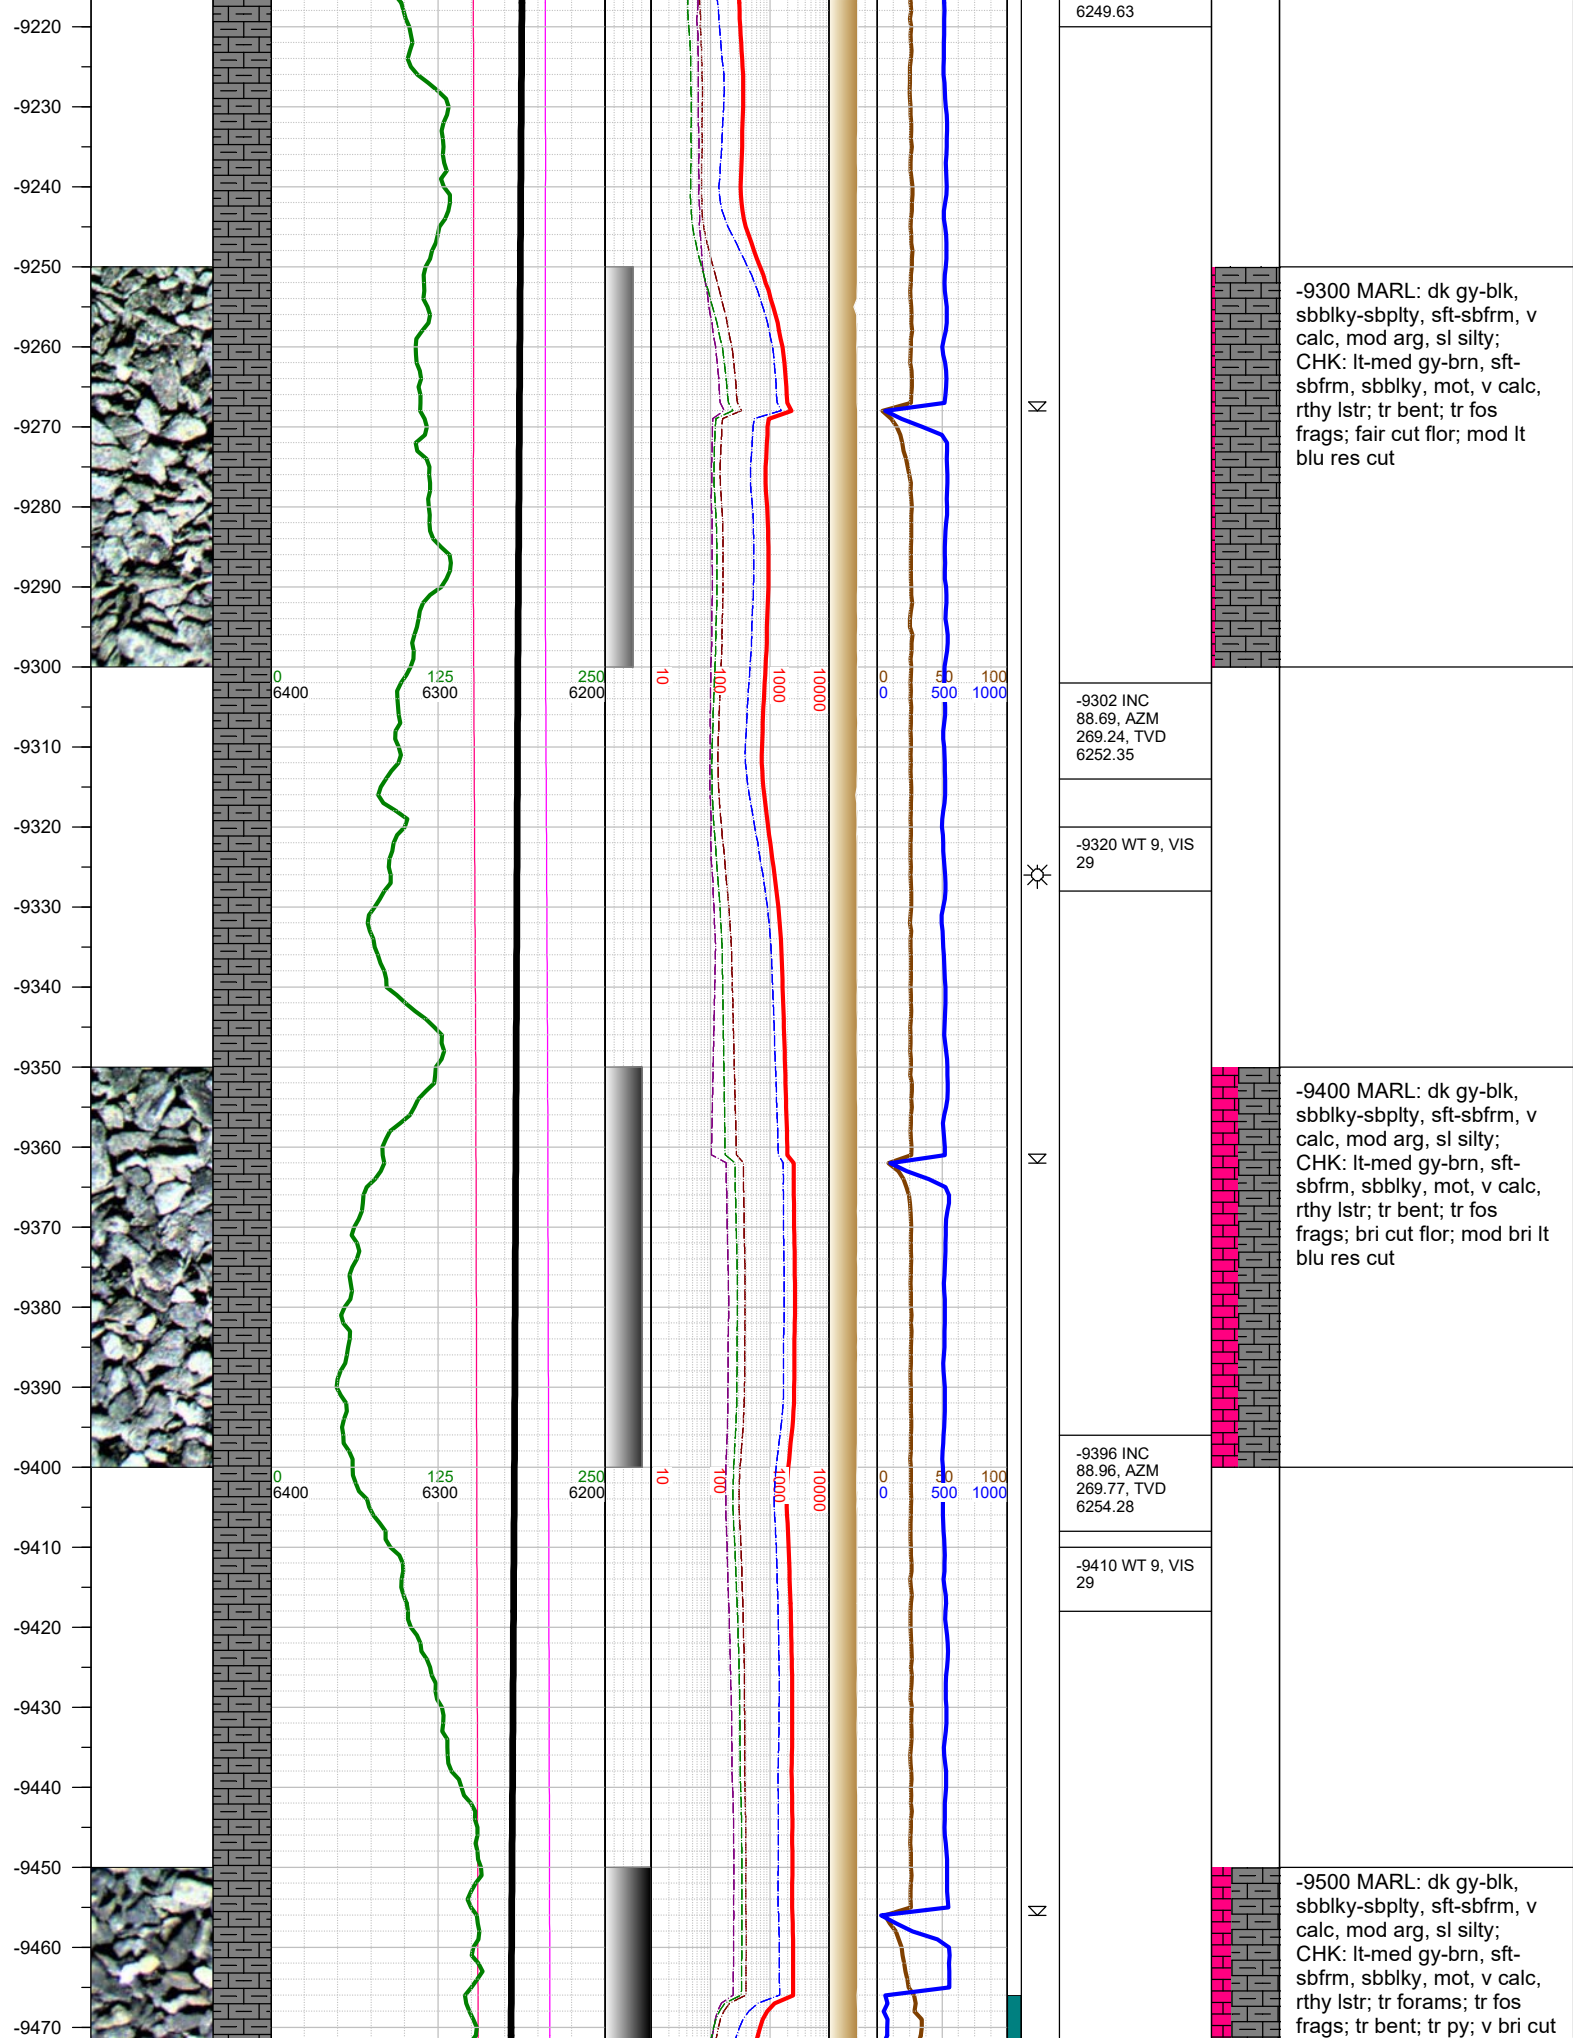 6249.63
-9220
-9230
-9240
-9250
-9300 MARL: dk gy-blk,
sbblky-sbplty, sft-sbfrm, v
calc, mod arg, sl silty;
CHK: lt-med gy-brn, sft-
sbfrm, sbblky, mot, v calc,
rthy lstr; tr bent; tr fos
frags; fair cut flor; mod lt
blu res cut
-9260
-9270
-9280
-9290
-9300
0 125 250
6400 6300 6200
10 100 1000 10000
0 50 100
0 500 1000
-9302 INC
88.69, AZM
269.24, TVD
6252.35
-9310
-9320
-9320 WT 9, VIS
29
-9330
-9340
-9350
-9400 MARL: dk gy-blk,
sbblky-sbplty, sft-sbfrm, v
calc, mod arg, sl silty;
CHK: lt-med gy-brn, sft-
sbfrm, sbblky, mot, v calc,
rthy lstr; tr bent; tr fos
frags; bri cut flor; mod bri lt
blu res cut
-9360
-9370
-9380
-9390
-9396 INC
88.96, AZM
269.77, TVD
6254.28
-9400
0 125 250
6400 6300 6200
10 100 1000 10000
0 50 100
0 500 1000
-9410
-9410 WT 9, VIS
29
-9420
-9430
-9440
-9450
-9500 MARL: dk gy-blk,
sbblky-sbplty, sft-sbfrm, v
calc, mod arg, sl silty;
CHK: lt-med gy-brn, sft-
sbfrm, sbblky, mot, v calc,
rthy lstr; tr forams; tr fos
frags; tr bent; tr py; v bri cut
-9460
-9470